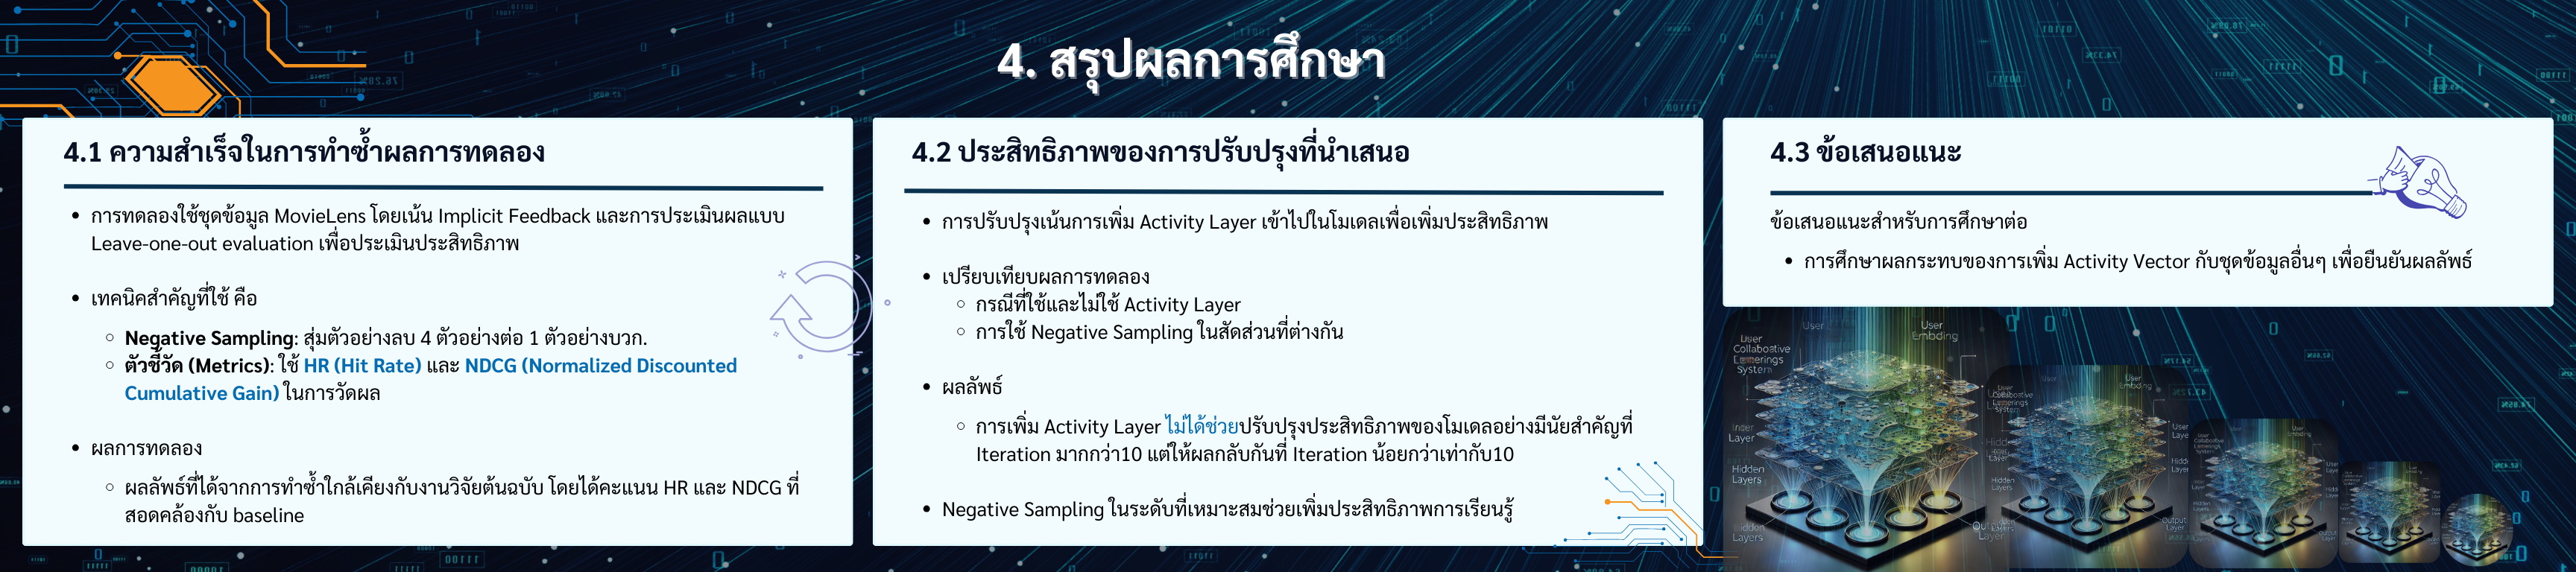 4. สรุปผลการศึกษา
4.1 ความสำเร็จในการทำซ้ำผลการทดลอง
• การทดลองใช้ชุดข้อมูล MovieLens โดยเน้น Implicit Feedback และการประเมินผลแบบ
Leave-one-out evaluation เพื่อประเมินประสิทธิภาพ
• เทคนิคสำคัญที่ใช้ คือ
○ Negative Sampling: สุ่มตัวอย่างลบ 4 ตัวอย่างต่อ 1 ตัวอย่างบวก.
○ ตัวชี้วัด (Metrics): ใช้ HR (Hit Rate) และ NDCG (Normalized Discounted
Cumulative Gain) ในการวัดผล
• ผลการทดลอง
○ ผลลัพธ์ที่ได้จากการทำซ้ำใกล้เคียงกับงานวิจัยต้นฉบับ โดยได้คะแนน HR และ NDCG ที่
สอดคล้องกับ baseline
4.2 ประสิทธิภาพของการปรับปรุงที่นำเสนอ
• การปรับปรุงเน้นการเพิ่ม Activity Layer เข้าไปในโมเดลเพื่อเพิ่มประสิทธิภาพ
• เปรียบเทียบผลการทดลอง
○ กรณีที่ใช้และไม่ใช้ Activity Layer
○ การใช้ Negative Sampling ในสัดส่วนที่ต่างกัน
• ผลลัพธ์
○ การเพิ่ม Activity Layer ไม่ได้ช่วยปรับปรุงประสิทธิภาพของโมเดลอย่างมีนัยสำคัญที่
Iteration มากกว่า10 แต่ให้ผลกลับกันที่ Iteration น้อยกว่าเท่ากับ10
• Negative Sampling ในระดับที่เหมาะสมช่วยเพิ่มประสิทธิภาพการเรียนรู้
4.3 ข้อเสนอแนะ
ข้อเสนอแนะสำหรับการศึกษาต่อ
• การศึกษาผลกระทบของการเพิ่ม Activity Vector กับชุดข้อมูลอื่นๆ เพื่อยืนยันผลลัพธ์
User
User
Embding
Layer
Hidden
Layers
Hidden
Layers
Output
Layer